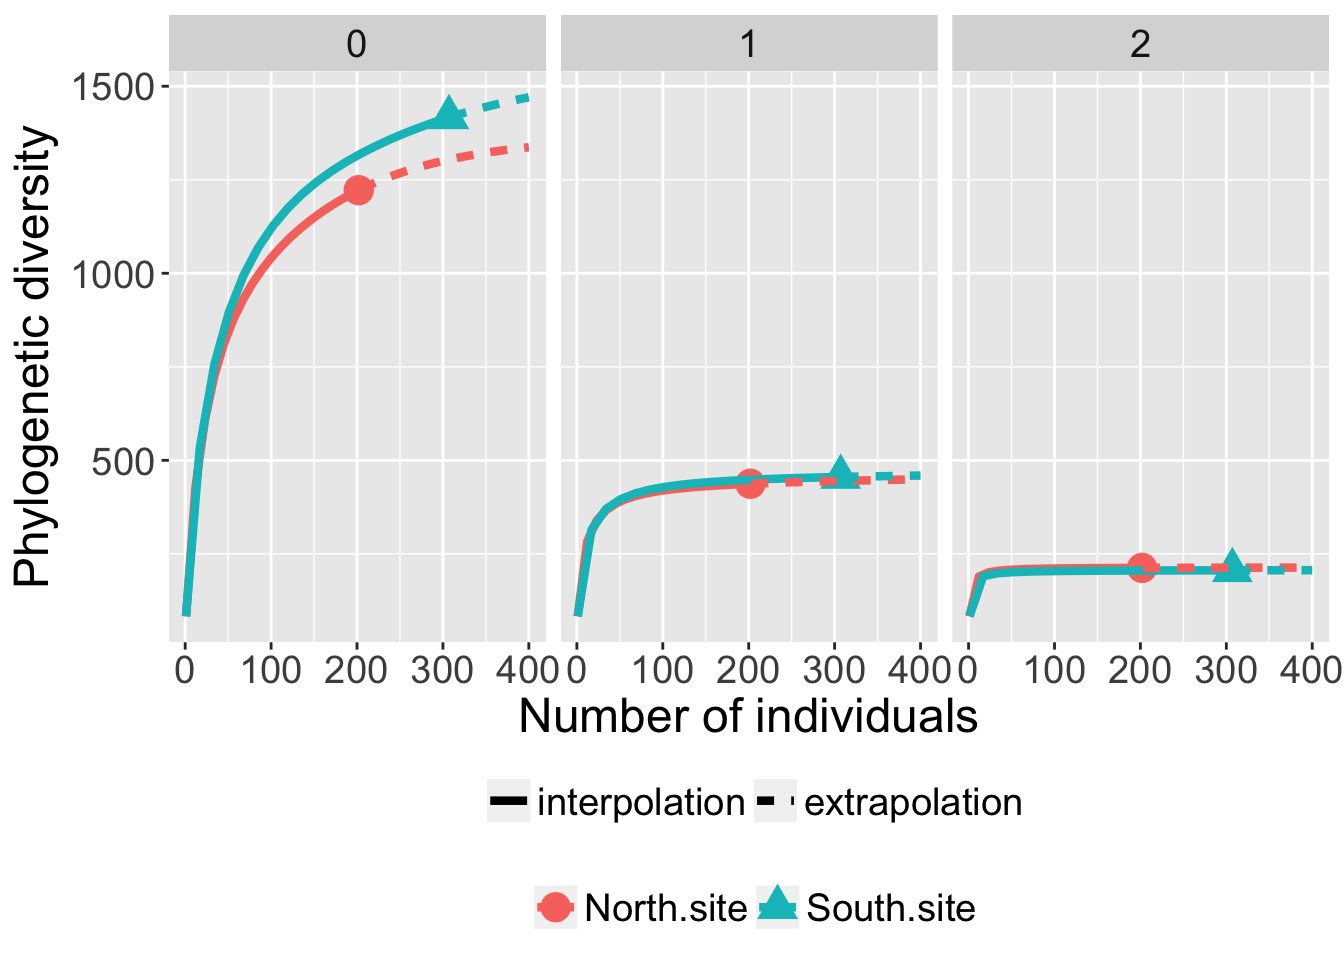 0 1 2
1500
1000
500
Phylogenetic diversity
0 100 200 300 400 0 100 200 300 400 0 100 200 300 400
Number of individuals
interpolation extrapolation
North.site South.site